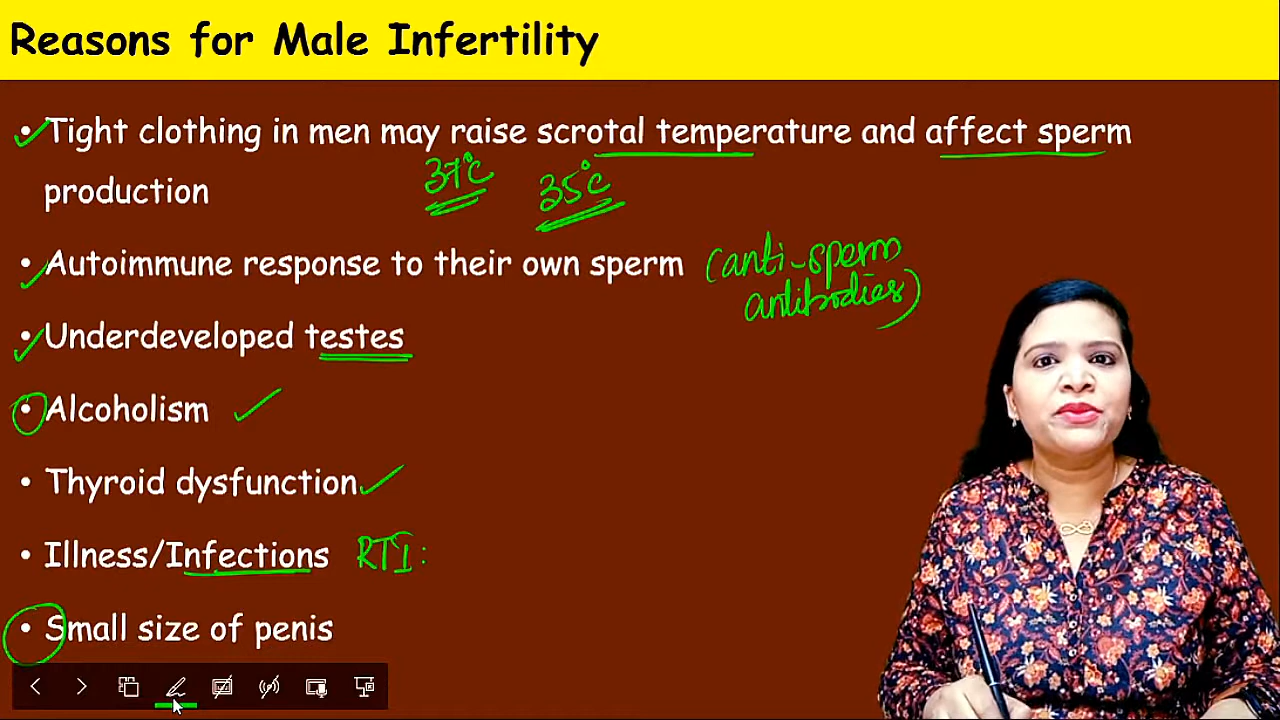 Reasons for Male Infertility
• Tight clothing in men may raise scrotal temperature and affect sperm
production
37°C 35°C
• Autoimmune response to their own sperm (anti-sperm
antibodies)
• Underdeveloped testes
• Alcoholism
• Thyroid dysfunction
• Illness/Infections RTI:
• Small size of penis